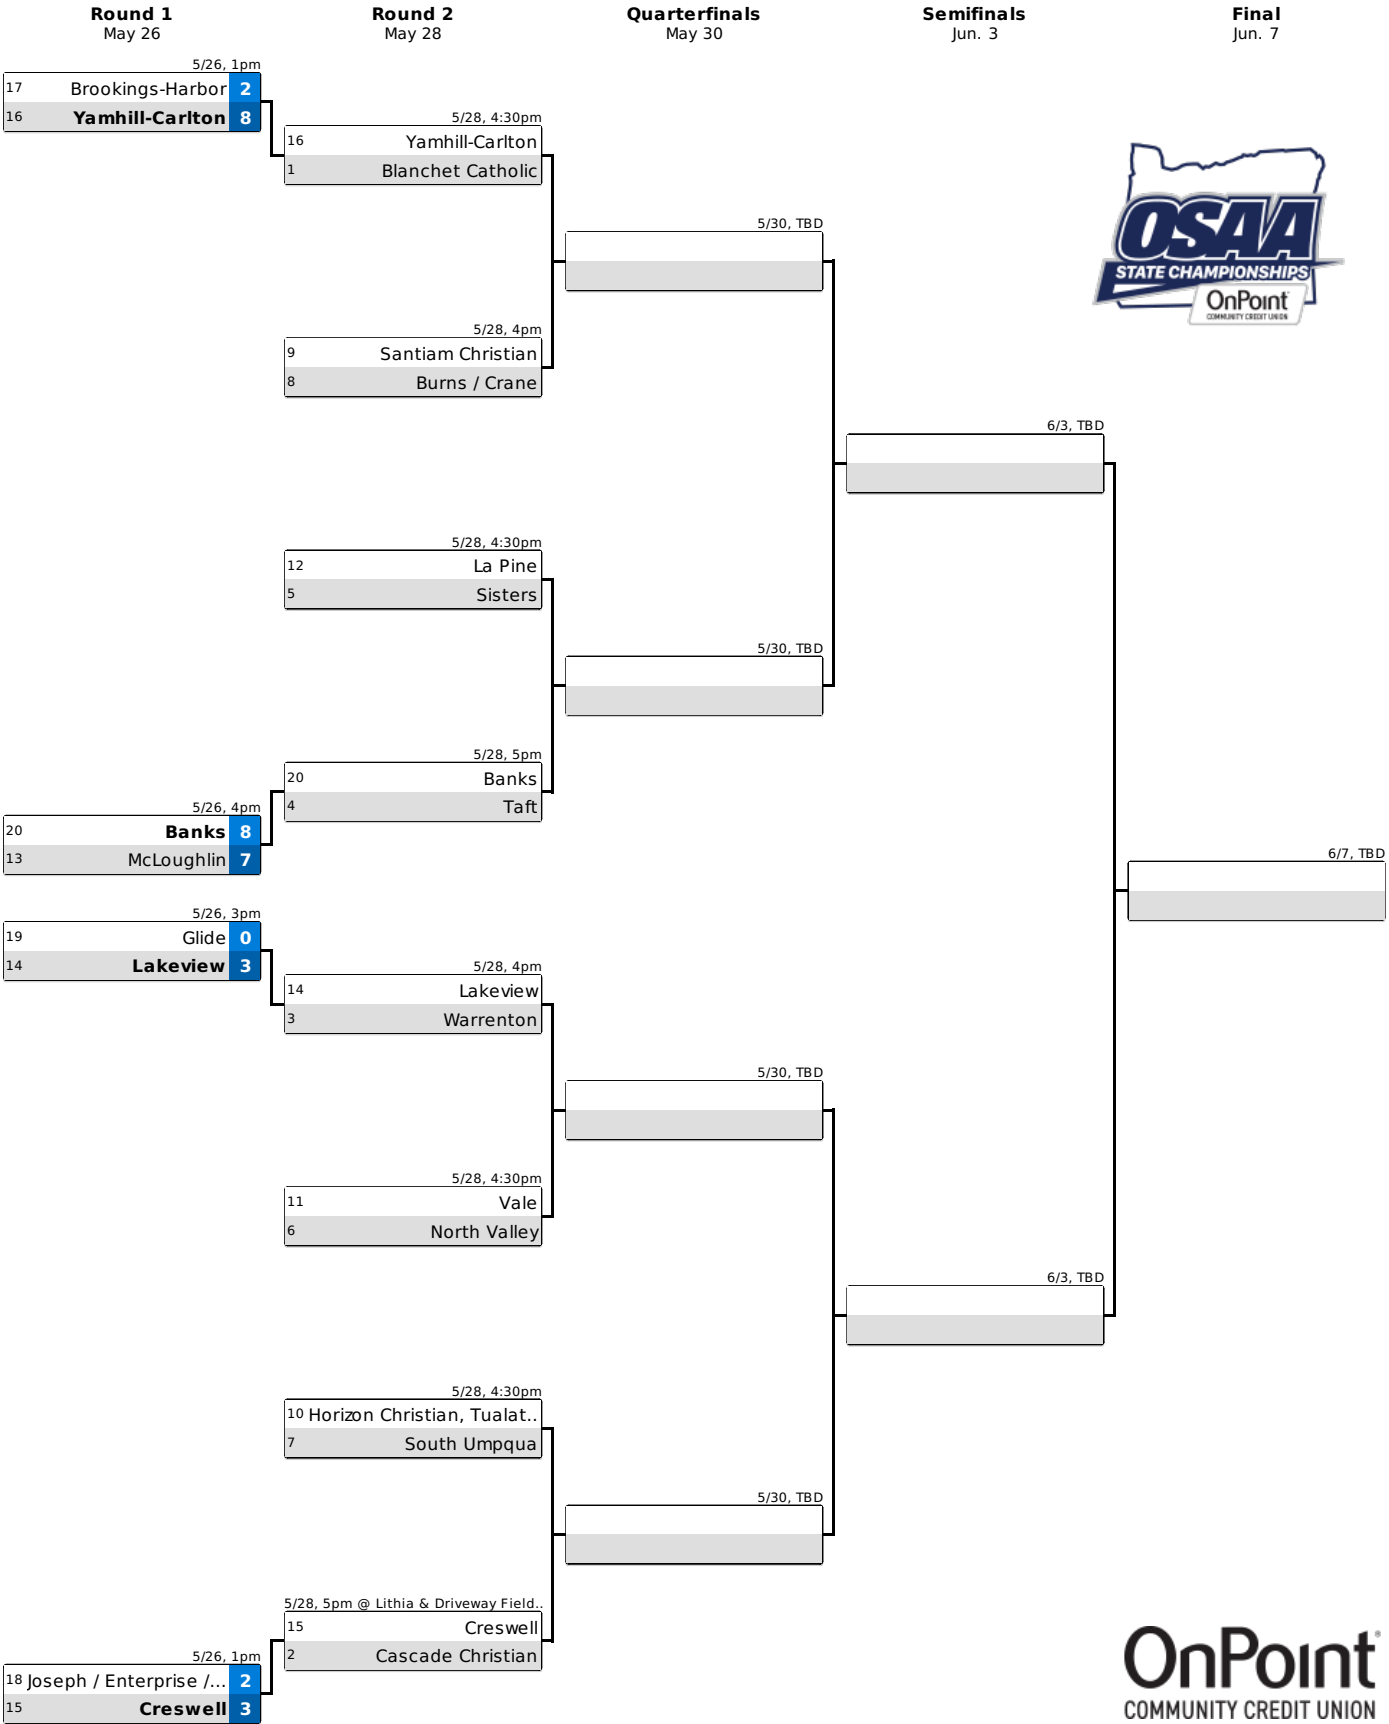 Round 1
May 26
Round 2
May 28
Quarterfinals
May 30
Semifinals
Jun. 3
Final
Jun. 7
5/26, 1pm
17 Brookings-Harbor 2
16 Yamhill-Carlton 8
5/28, 4:30pm
16 Yamhill-Carlton
1 Blanchet Catholic
OSAA
STATE CHAMPIONSHIPS
OnPoint
COMMUNITY CREDIT UNION
5/30, TBD
5/28, 4pm
9 Santiam Christian
8 Burns / Crane
6/3, TBD
5/28, 4:30pm
12 La Pine
5 Sisters
5/30, TBD
5/28, 5pm
20 Banks
4 Taft
5/26, 4pm
20 Banks 8
13 McLoughlin 7
6/7, TBD
5/26, 3pm
19 Glide 0
14 Lakeview 3
5/28, 4pm
14 Lakeview
3 Warrenton
5/30, TBD
5/28, 4:30pm
11 Vale
6 North Valley
6/3, TBD
5/28, 4:30pm
10 Horizon Christian, Tualat..
7 South Umpqua
5/30, TBD
5/28, 5pm @ Lithia & Driveway Field..
15 Creswell
2 Cascade Christian
5/26, 1pm
18 Joseph / Enterprise /... 2
15 Creswell 3
OnPoint®
COMMUNITY CREDIT UNION